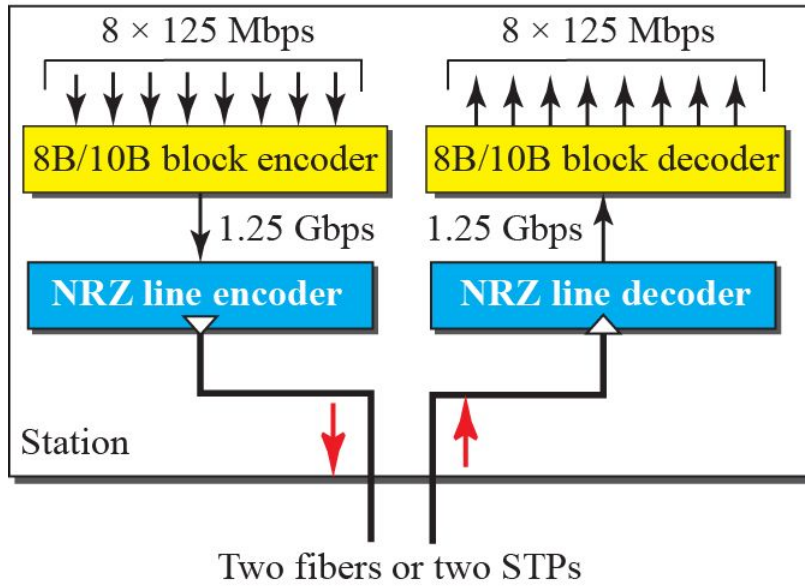 8 × 125 Mbps
8 × 125 Mbps
8B/10B block encoder
8B/10B block decoder
1.25 Gbps
1.25 Gbps
NRZ line encoder
NRZ line decoder
Station
Two fibers or two STPs